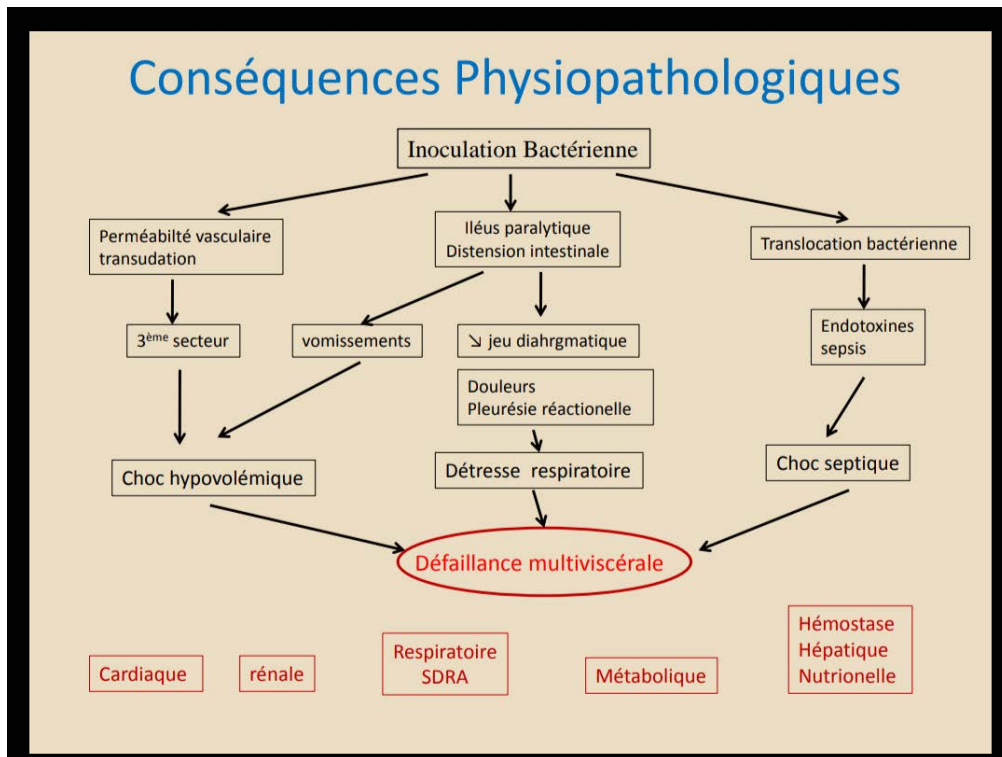 Conséquences Physiopathologiques
Inoculation Bactérienne
Perméabilté vasculaire
transudation
Iléus paralytique
Distension intestinale
Translocation bactérienne
3ème secteur
vomissements
↘ jeu diahrgmatique
Endotoxines
sepsis
Douleurs
Pleurésie réactionelle
Choc hypovolémique
Détresse respiratoire
Choc septique
Défaillance multiviscérale
Cardiaque
rénale
Respiratoire
SDRA
Métabolique
Hémostase
Hépatique
Nutrionelle